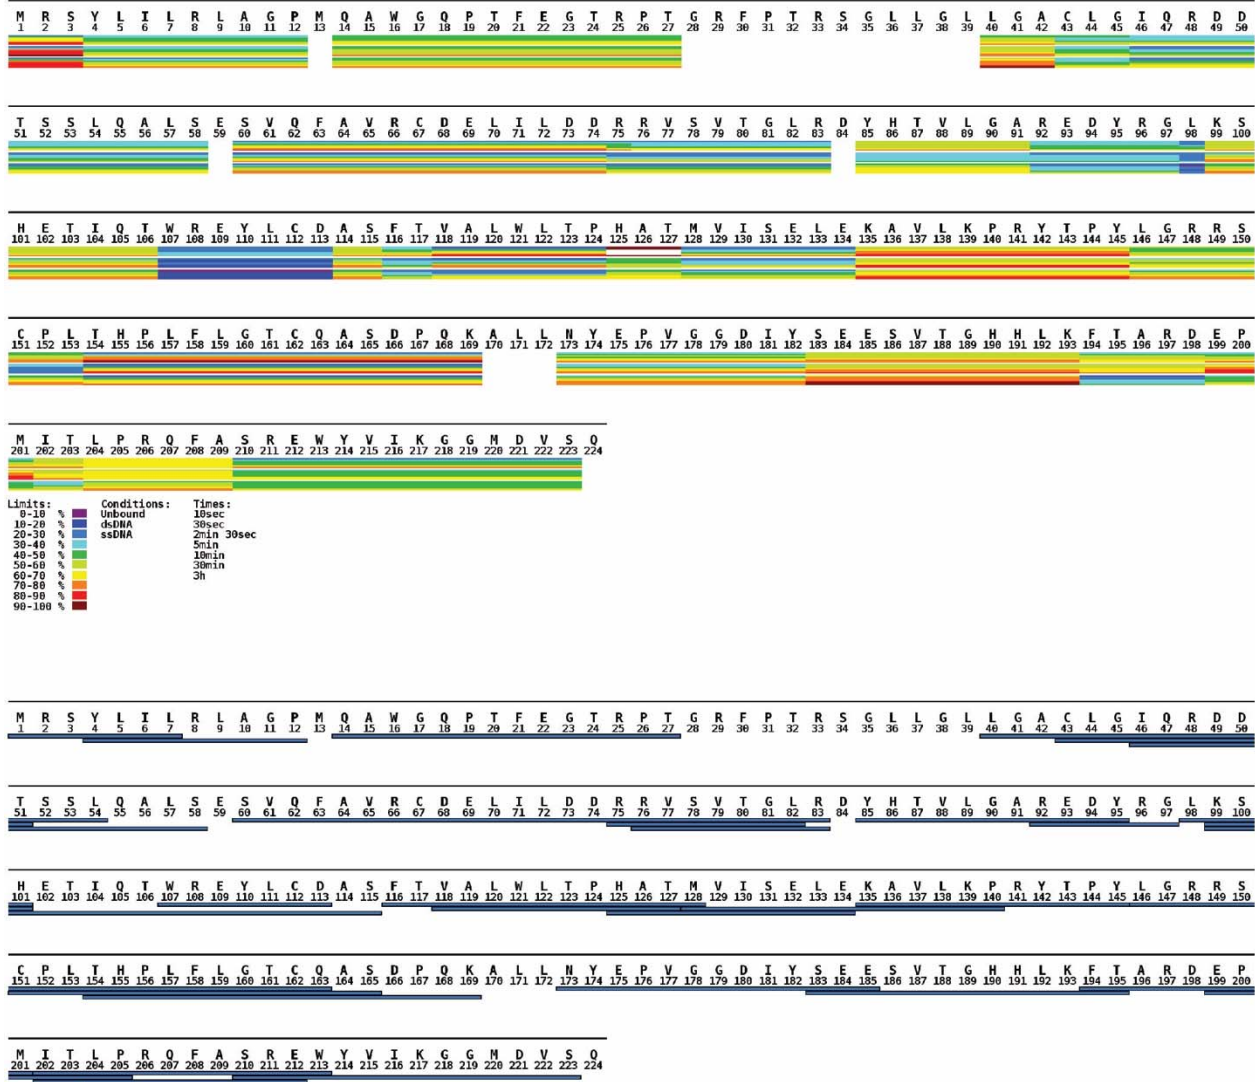 M R S Y L I L R L A G P M Q A W G Q P T F E G T R P T G R F P T R S G L L G L L G A C L G I Q R D D
1 2 3 4 5 6 7 8 9 10 11 12 13 14 15 16 17 18 19 20 21 22 23 24 25 26 27 28 29 30 31 32 33 34 35 36 37 38 39 40 41 42 43 44 45 46 47 48 49 50
T S S L Q A L S E S V Q F A V R C D E L I L D D R R V S V T G L R D Y H T V L G A R E D Y R G L K S
51 52 53 54 55 56 57 58 59 60 61 62 63 64 65 66 67 68 69 70 71 72 73 74 75 76 77 78 79 80 81 82 83 84 85 86 87 88 89 90 91 92 93 94 95 96 97 98 99 100
H E T I Q T W R E Y L C D A S F T V A L W L T P H A T M V I S E L E K A V L K P R Y T P Y L G R R S
101 102 103 104 105 106 107 108 109 110 111 112 113 114 115 116 117 118 119 120 121 122 123 124 125 126 127 128 129 130 131 132 133 134 135 136 137 138 139 140 141 142 143 144 145 146 147 148 149 150
C P L T H P L F L G T C Q A S D P Q K A L L N Y E P V G G D I Y S E E S V T G H H L K F T A R D E P
151 152 153 154 155 156 157 158 159 160 161 162 163 164 165 166 167 168 169 170 171 172 173 174 175 176 177 178 179 180 181 182 183 184 185 186 187 188 189 190 191 192 193 194 195 196 197 198 199 200
M I T L P R Q F A S R E W Y V I K G G M D V S Q
201 202 203 204 205 206 207 208 209 210 211 212 213 214 215 216 217 218 219 220 221 222 223 224
Limits: Conditions: Times:
0-10 % Unbound 10sec
10-20 % dsDNA 30sec
20-30 % ssDNA 2min 30sec
30-40 % 5min
40-50 % 10min
50-60 % 30min
60-70 % 3h
70-80 %
80-90 %
90-100 %
M R S Y L I L R L A G P M Q A W G Q P T F E G T R P T G R F P T R S G L L G L L G A C L G I Q R D D
1 2 3 4 5 6 7 8 9 10 11 12 13 14 15 16 17 18 19 20 21 22 23 24 25 26 27 28 29 30 31 32 33 34 35 36 37 38 39 40 41 42 43 44 45 46 47 48 49 50
T S S L Q A L S E S V Q F A V R C D E L I L D D R R V S V T G L R D Y H T V L G A R E D Y R G L K S
51 52 53 54 55 56 57 58 59 60 61 62 63 64 65 66 67 68 69 70 71 72 73 74 75 76 77 78 79 80 81 82 83 84 85 86 87 88 89 90 91 92 93 94 95 96 97 98 99 100
H E T I Q T W R E Y L C D A S F T V A L W L T P H A T M V I S E L E K A V L K P R Y T P Y L G R R S
101 102 103 104 105 106 107 108 109 110 111 112 113 114 115 116 117 118 119 120 121 122 123 124 125 126 127 128 129 130 131 132 133 134 135 136 137 138 139 140 141 142 143 144 145 146 147 148 149 150
C P L T H P L F L G T C Q A S D P Q K A L L N Y E P V G G D I Y S E E S V T G H H L K F T A R D E P
151 152 153 154 155 156 157 158 159 160 161 162 163 164 165 166 167 168 169 170 171 172 173 174 175 176 177 178 179 180 181 182 183 184 185 186 187 188 189 190 191 192 193 194 195 196 197 198 199 200
M I T L P R Q F A S R E W Y V I K G G M D V S Q
201 202 203 204 205 206 207 208 209 210 211 212 213 214 215 216 217 218 219 220 221 222 223 224